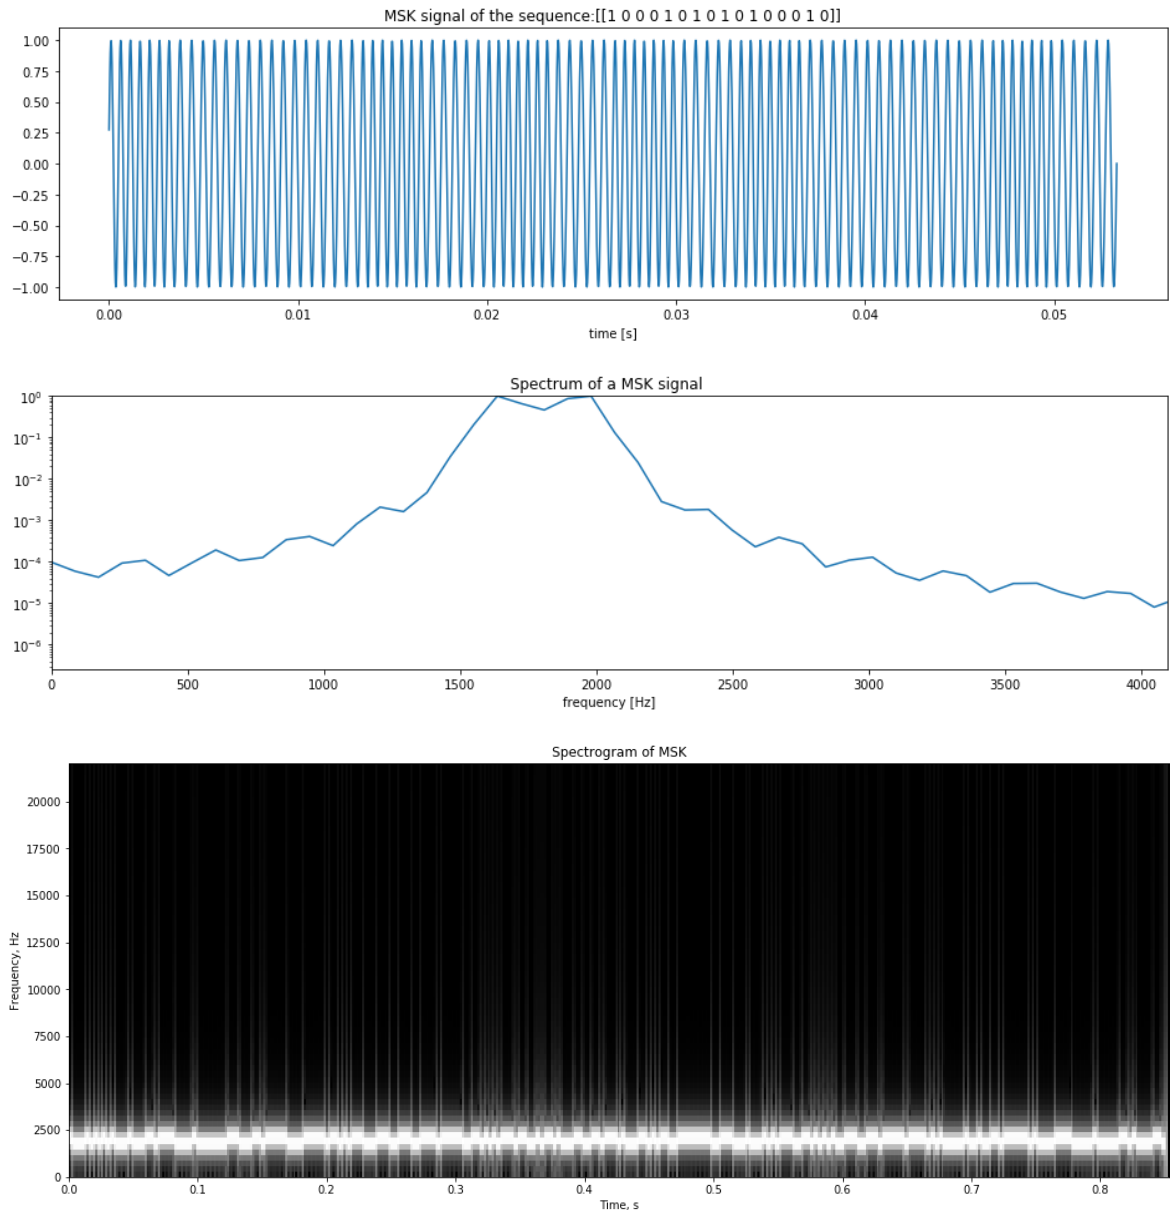 MSK signal of the sequence:[[1 0 0 0 1 0 1 0 1 0 1 0 0 0 1 0]]
1.00
0.75
0.50
0.25
0.00
−0.25
−0.50
−0.75
−1.00
0.00 0.01 0.02 0.03 0.04 0.05
time [s]
Spectrum of a MSK signal
10⁰
10⁻¹
10⁻²
10⁻³
10⁻⁴
10⁻⁵
10⁻⁶
0 500 1000 1500 2000 2500 3000 3500 4000
frequency [Hz]
Spectrogram of MSK
20000
17500
15000
12500
10000
7500
5000
2500
0
Frequency, Hz
0.0 0.1 0.2 0.3 0.4 0.5 0.6 0.7 0.8
Time, s